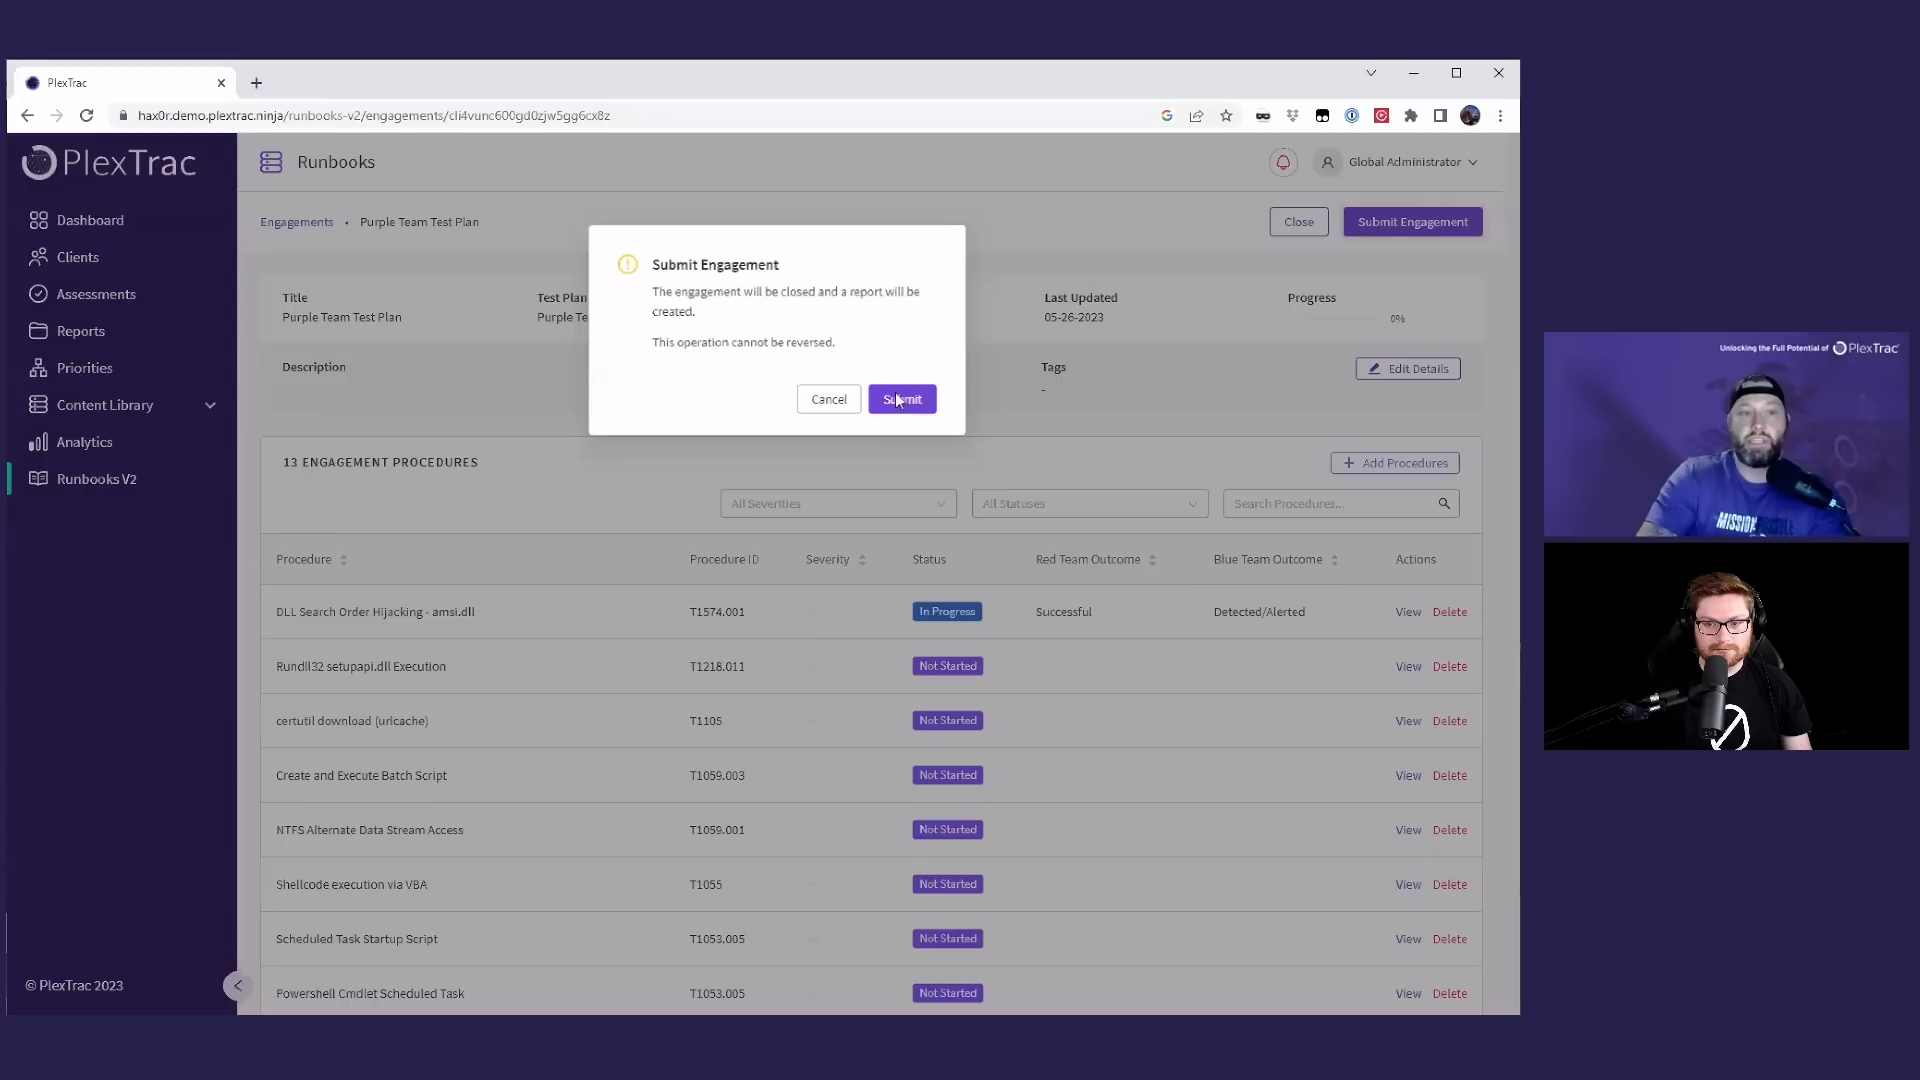 PlexTrac
hax0r.demo.plextrac.ninja/runbooks-v2/engagements/cli4vunc600gd0zjw5gg6cx8z
PlexTrac
Runbooks
Global Administrator
Dashboard
Clients
Assessments
Reports
Priorities
Content Library
Analytics
Runbooks V2
© PlexTrac 2023
Engagements • Purple Team Test Plan
Close
Submit Engagement
Title
Purple Team Test Plan
Test Plan
Purple Te
Last Updated
05-26-2023
Progress
0%
Description
Tags
-
Edit Details
Submit Engagement
The engagement will be closed and a report will be
created.
This operation cannot be reversed.
Cancel
Submit
13 ENGAGEMENT PROCEDURES
+ Add Procedures
All Severities
All Statuses
Search Procedures...
Procedure Procedure ID Severity Status Red Team Outcome Blue Team Outcome Actions
DLL Search Order Hijacking - amsi.dll T1574.001 In Progress Successful Detected/Alerted View Delete
Rundll32 setupapi.dll Execution T1218.011 Not Started View Delete
certutil download (urlcache) T1105 Not Started View Delete
Create and Execute Batch Script T1059.003 Not Started View Delete
NTFS Alternate Data Stream Access T1059.001 Not Started View Delete
Shellcode execution via VBA T1055 Not Started View Delete
Scheduled Task Startup Script T1053.005 Not Started View Delete
Powershell Cmdlet Scheduled Task T1053.005 Not Started View Delete
Unlocking the Full Potential of PlexTrac
MISSION